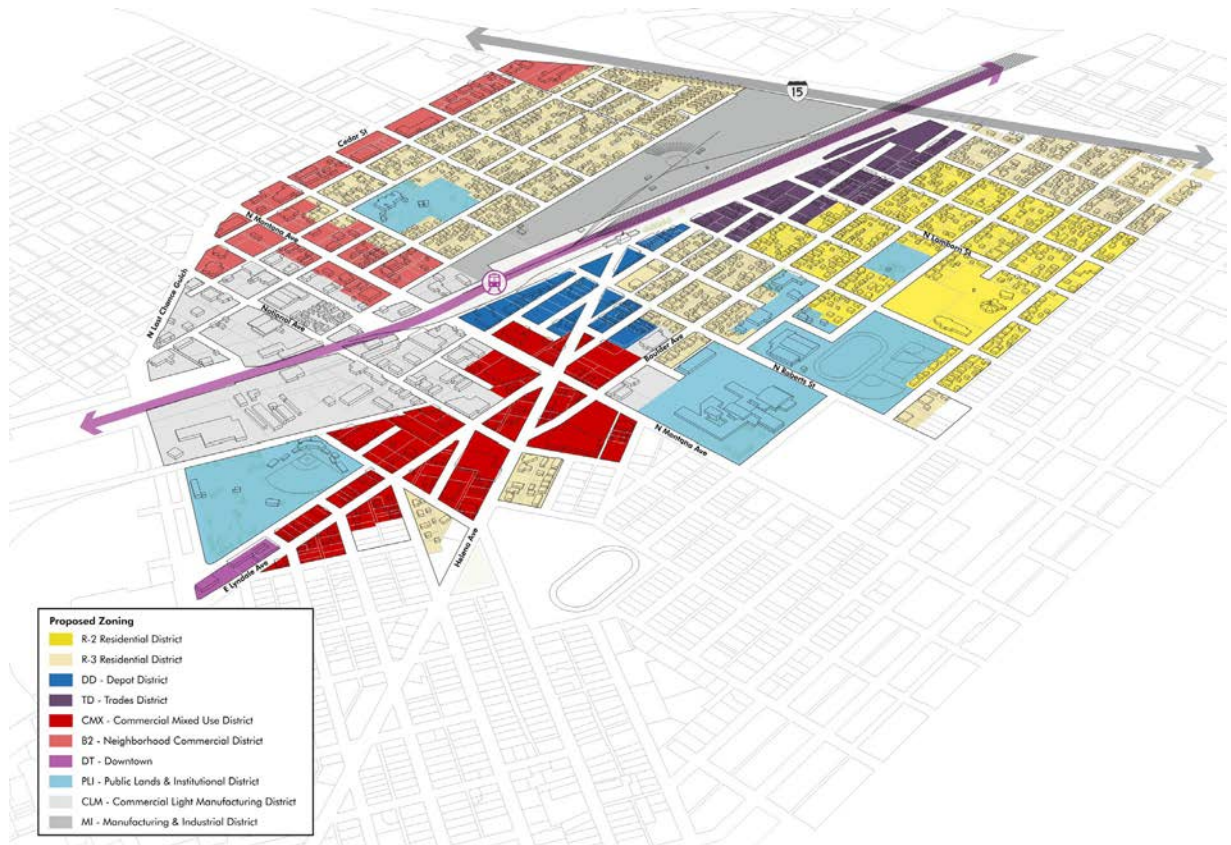 15
Cedar St
N Montana Ave
N Last Chance Gulch
National Ave
N Lamborn St
Boulder Ave
N Roberts St
N Montana Ave
Helena Ave
E Lyndale Ave
Proposed Zoning
R-2 Residential District
R-3 Residential District
DD - Depot District
TD - Trades District
CMX - Commercial Mixed Use District
B2 - Neighborhood Commercial District
DT - Downtown
PLI - Public Lands & Institutional District
CLM - Commercial Light Manufacturing District
MI - Manufacturing & Industrial District